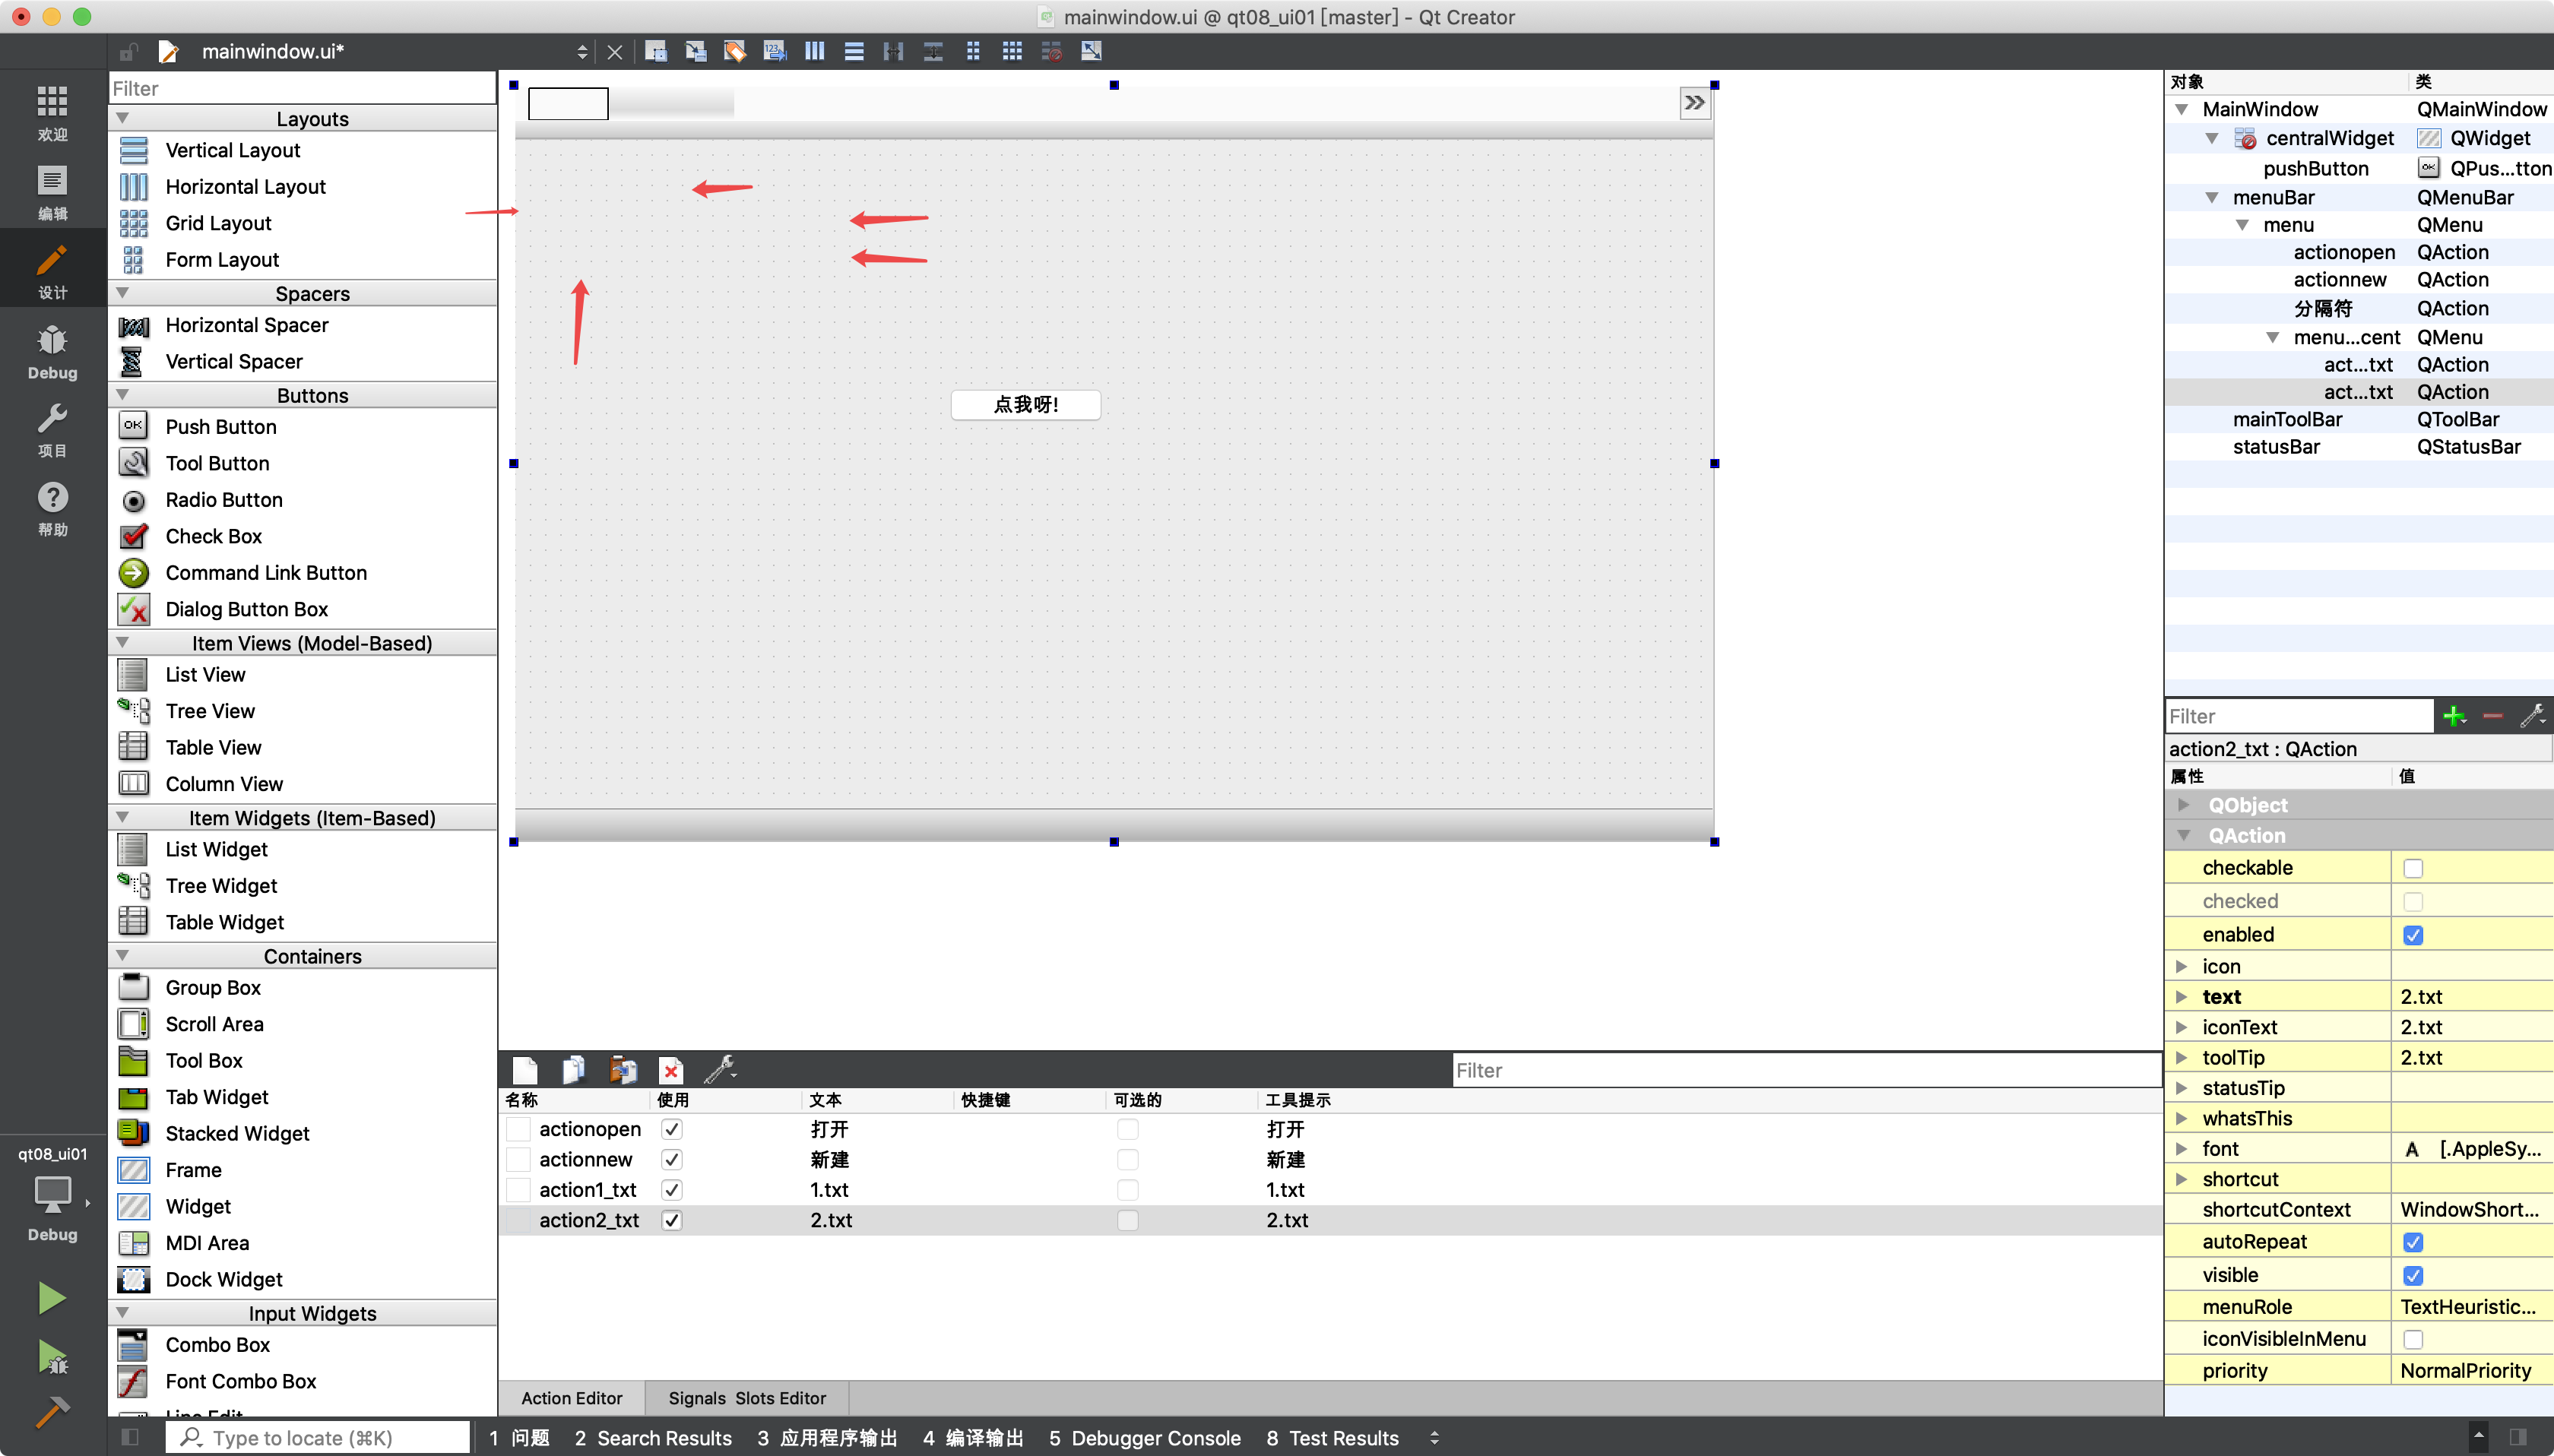 mainwindow.ui @ qt08_ui01 [master] - Qt Creator
mainwindow.ui*
欢迎
编辑
设计
Debug
项目
帮助
qt08_ui01
Debug
Filter
Layouts
Vertical Layout
Horizontal Layout
Grid Layout
Form Layout
Spacers
Horizontal Spacer
Vertical Spacer
Buttons
OK Push Button
Tool Button
Radio Button
Check Box
Command Link Button
Dialog Button Box
Item Views (Model-Based)
List View
Tree View
Table View
Column View
Item Widgets (Item-Based)
List Widget
Tree Widget
Table Widget
Containers
Group Box
Scroll Area
Tool Box
Tab Widget
Stacked Widget
Frame
Widget
MDI Area
Dock Widget
Input Widgets
Combo Box
Font Combo Box
Line Edit
点我呀!
Filter
名称 使用 文本 快捷键 可选的 工具提示
actionopen 打开 打开
actionnew 新建 新建
action1_txt 1.txt 1.txt
action2_txt 2.txt 2.txt
Action Editor Signals Slots Editor
对象 类
MainWindow QMainWindow
centralWidget QWidget
pushButton OK QPus...tton
menuBar QMenuBar
menu QMenu
actionopen QAction
actionnew QAction
分隔符 QAction
menu...cent QMenu
act...txt QAction
act...txt QAction
mainToolBar QToolBar
statusBar QStatusBar
Filter
action2_txt : QAction
属性 值
QObject
QAction
checkable
checked
enabled
icon
text 2.txt
iconText 2.txt
toolTip 2.txt
statusTip
whatsThis
font A [.AppleSy...
shortcut
shortcutContext WindowShort...
autoRepeat
visible
menuRole TextHeuristic...
iconVisibleInMenu
priority NormalPriority
Type to locate (⌘K) 1 问题 2 Search Results 3 应用程序输出 4 编译输出 5 Debugger Console 8 Test Results